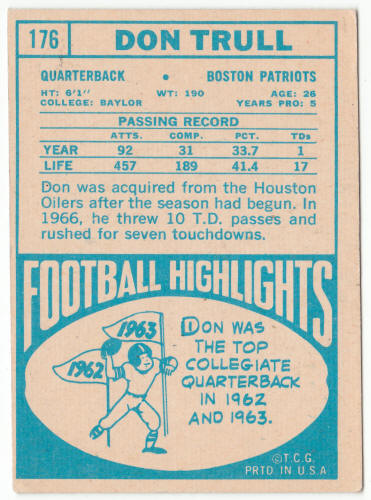 176 DON TRULL
QUARTERBACK • BOSTON PATRIOTS
HT: 6'1" WT: 190 AGE: 26
COLLEGE: BAYLOR YEARS PRO: 5
PASSING RECORD
ATTS. COMP. PCT. TDs
YEAR 92 31 33.7 1
LIFE 457 189 41.4 17
Don was acquired from the Houston
Oilers after the season had begun. In
1966, he threw 10 T.D. passes and
rushed for seven touchdowns.
FOOTBALL HIGHLIGHTS
1963
1962
DON WAS
THE TOP
COLLEGIATE
QUARTERBACK
IN 1962
AND 1963.
©T.C.G.
PRTD IN U.S.A